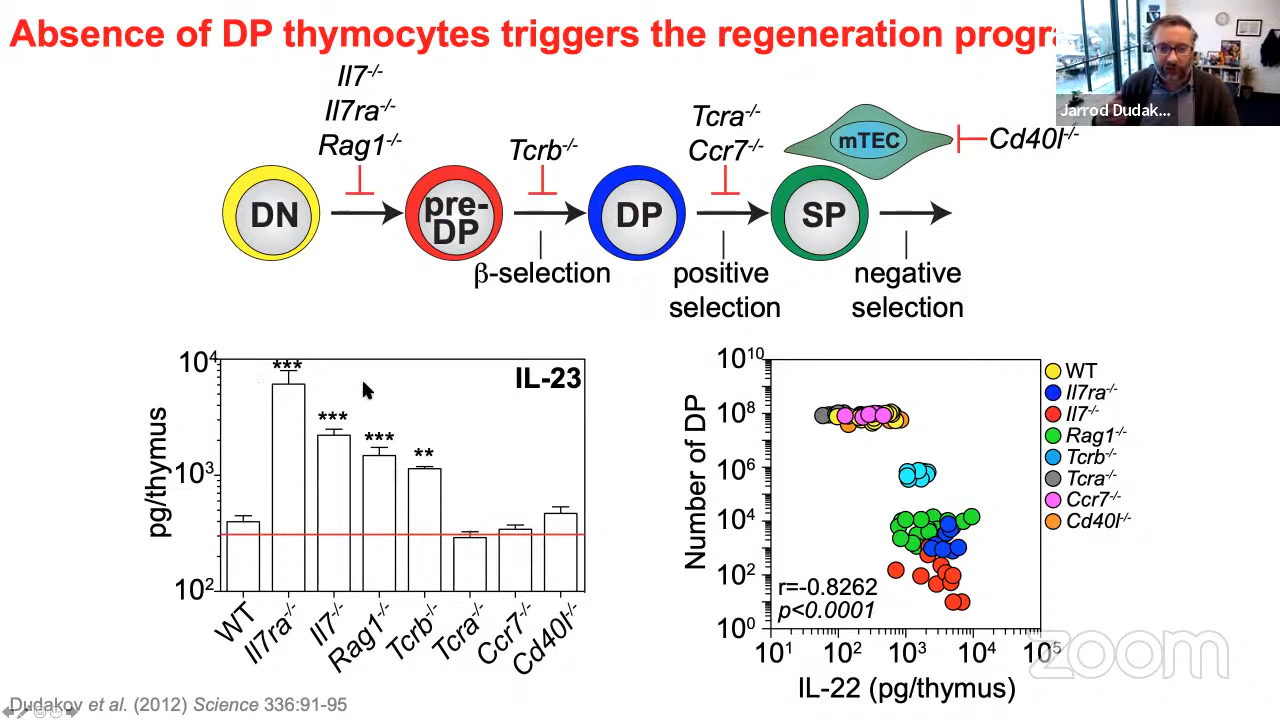 Absence of DP thymocytes triggers the regeneration progra
Jarrod Dudak...
Il7-/-
Il7ra-/-
Rag1-/-
Tcrb-/-
Tcra-/-
Ccr7-/-
mTEC
Cd40l-/-
DN
pre-
DP
DP
SP
β-selection
positive
selection
negative
selection
IL-23
pg/thymus
10⁴
10³
10²
***
***
***
**
WT
Il7ra-/-
Il7-/-
Rag1-/-
Tcrb-/-
Tcra-/-
Ccr7-/-
Cd40l-/-
Number of DP
10¹⁰
10⁸
10⁶
10⁴
10²
10⁰
r=-0.8262
p<0.0001
10¹ 10² 10³ 10⁴ 10⁵
IL-22 (pg/thymus)
WT
Il7ra-/-
Il7-/-
Rag1-/-
Tcrb-/-
Tcra-/-
Ccr7-/-
Cd40l-/-
zoom
Dudakov et al. (2012) Science 336:91-95